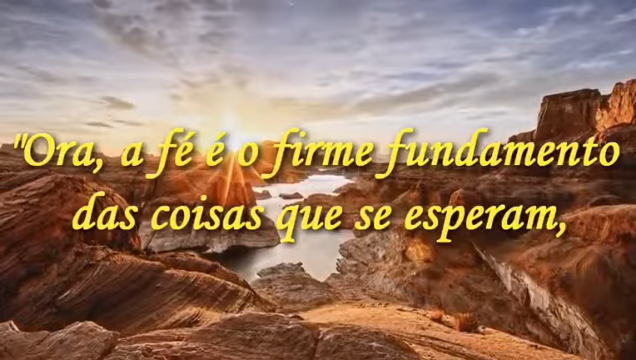 "Ora, a fé é o firme fundamento
das coisas que se esperam,